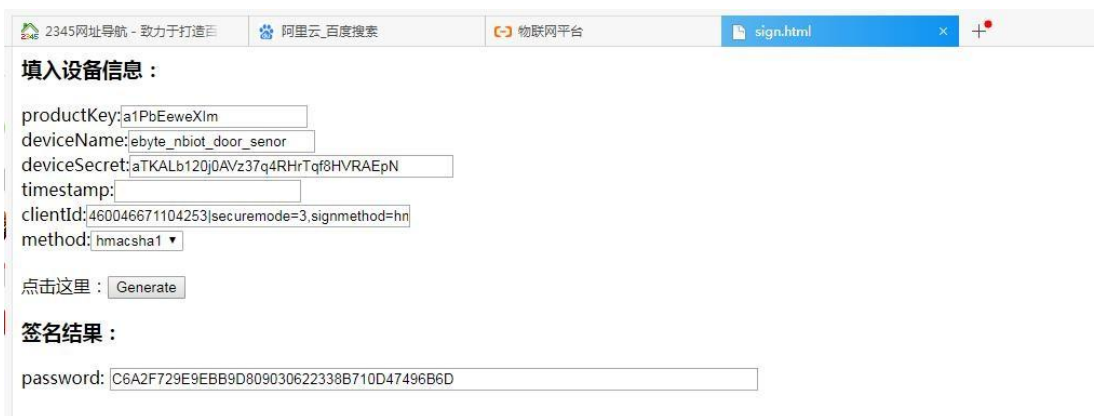 2345网址导航 - 致力于打造百 阿里云_百度搜索 物联网平台 sign.html × +
填入设备信息：
productKey:a1PbEeweXIm
deviceName:ebyte_nbiot_door_senor
deviceSecret:aTKALb120j0AVz37q4RHrTqf8HVRAEpN
timestamp:
clientId:460046671104253|securemode=3,signmethod=hm
method:hmacsha1 ▼
点击这里：Generate
签名结果：
password: C6A2F729E9EBB9D809030622338B710D47496B6D